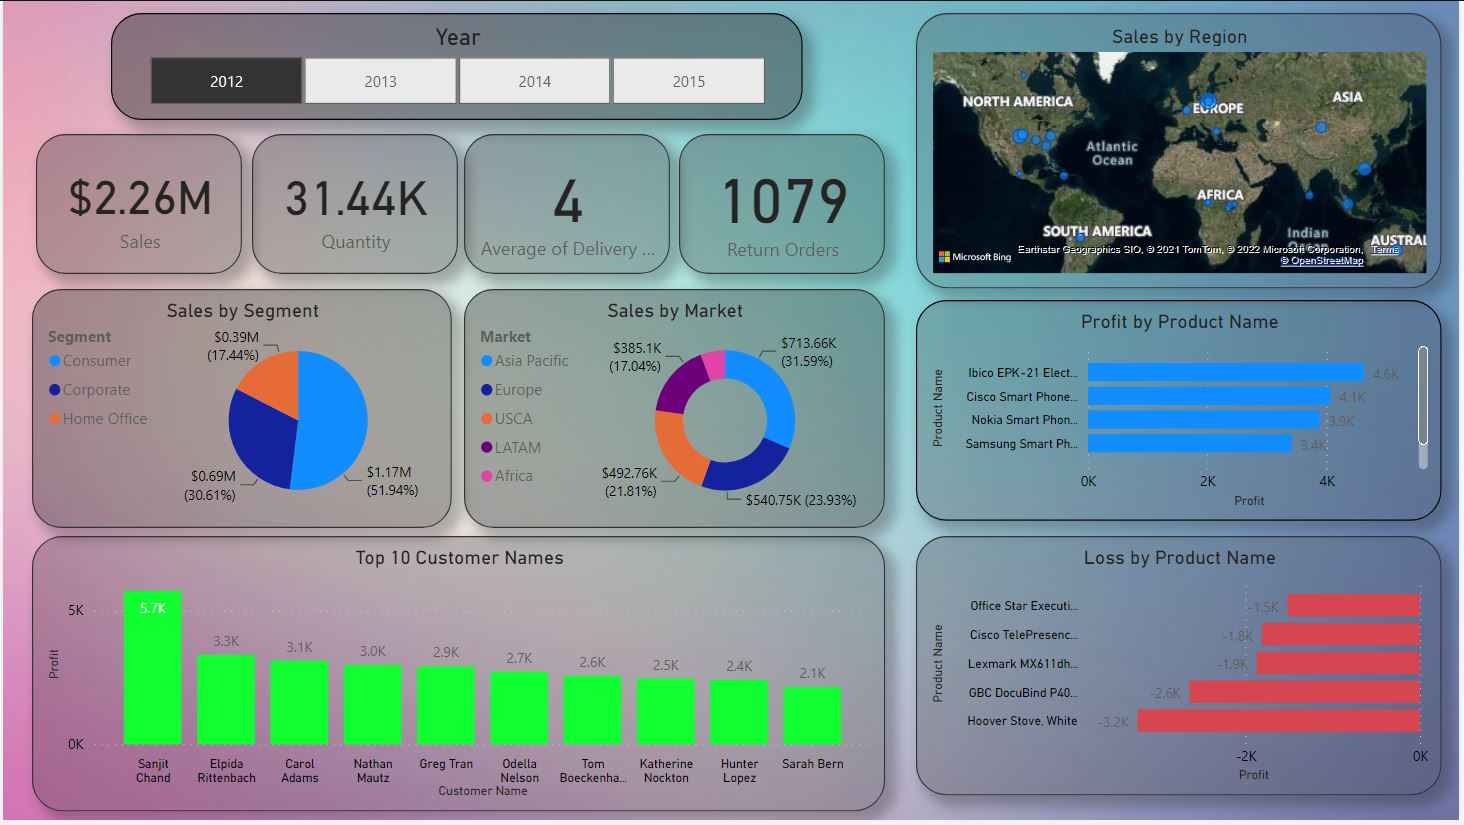 Year
2012
2013
2014
2015
$2.26M
Sales
31.44K
Quantity
4
Average of Delivery ...
1079
Return Orders
Sales by Region
NORTH AMERICA
EUROPE
ASIA
Atlantic
Ocean
AFRICA
SOUTH AMERICA
Indian
Ocean
AUSTRAL
Microsoft Bing
Earthstar Geographics SIO, © 2021 TomTom, © 2022 Microsoft Corporation, Terms
© OpenStreetMap
Sales by Segment
Segment
Consumer
Corporate
Home Office
$0.39M
(17.44%)
$0.69M
(30.61%)
$1.17M
(51.94%)
Sales by Market
Market
Asia Pacific
Europe
USCA
LATAM
Africa
$385.1K
(17.04%)
$713.66K
(31.59%)
$492.76K
(21.81%)
$540.75K (23.93%)
Profit by Product Name
Product Name
Ibico EPK-21 Elect...
4.6K
Cisco Smart Phone...
4.1K
Nokia Smart Phon...
3.9K
Samsung Smart Ph...
3.4K
0K
2K
4K
Profit
Top 10 Customer Names
Profit
5K
0K
5.7K
3.3K
3.1K
3.0K
2.9K
2.7K
2.6K
2.5K
2.4K
2.1K
Sanjit
Chand
Elpida
Rittenbach
Carol
Adams
Nathan
Mautz
Greg Tran
Odella
Nelson
Tom
Boeckenha...
Katherine
Nockton
Hunter
Lopez
Sarah Bern
Customer Name
Loss by Product Name
Product Name
Office Star Executi...
-1.5K
Cisco TelePresenc...
-1.8K
Lexmark MX611dh...
-1.9K
GBC DocuBind P40...
-2.6K
Hoover Stove, White
-3.2K
-2K
0K
Profit